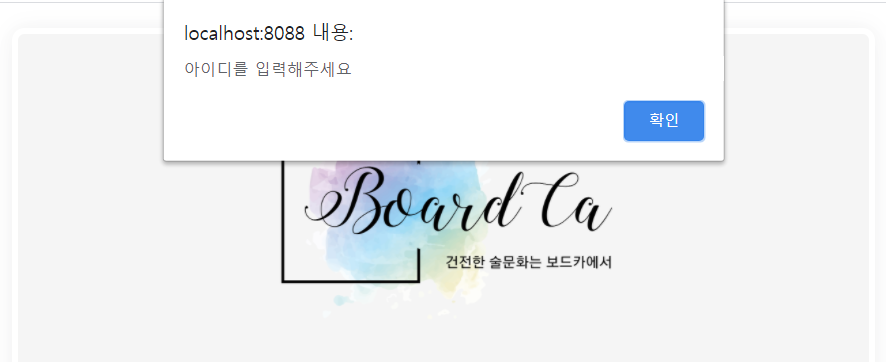 localhost:8088 내용:
아이디를 입력해주세요
확인
Board Ca
건전한 술문화는 보드카에서